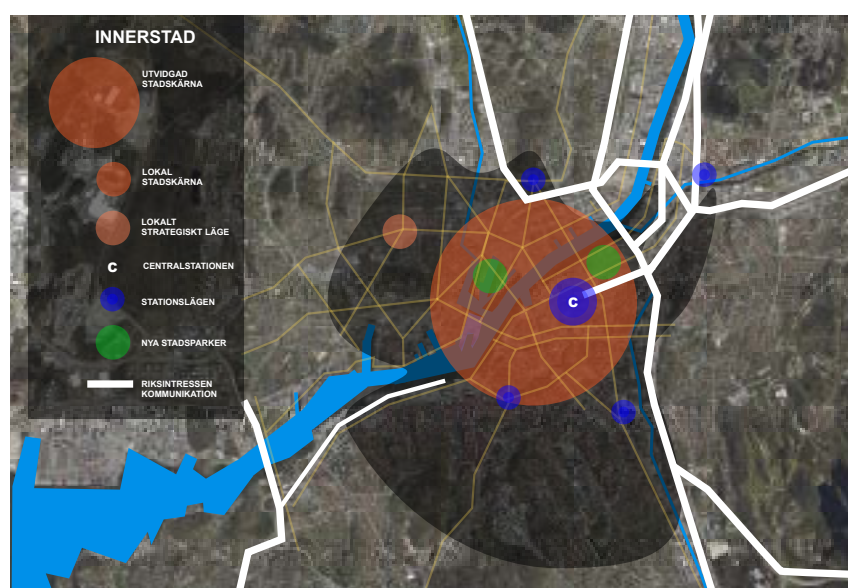 INNERSTAD
UTVIDGAD
STADSKÄRNA
LOKAL
STADSKÄRNA
LOKALT
STRATEGISKT LÄGE
C CENTRALSTATIONEN
STATIONSLÄGEN
NYA STADSPARKER
RIKSINTRESSEN
KOMMUNIKATION
C